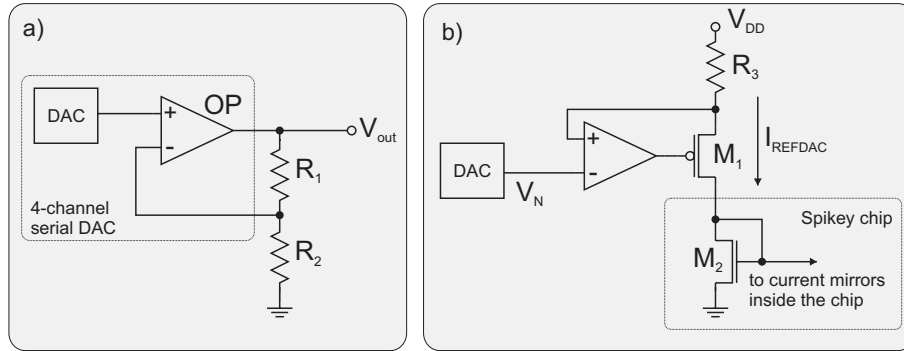 a)
DAC
+
-
OP
V_out
R_1
R_2
4-channel
serial DAC
b)
V_DD
R_3
+
-
DAC
V_N
M_1
I_REFDAC
Spikey chip
M_2
to current mirrors
inside the chip